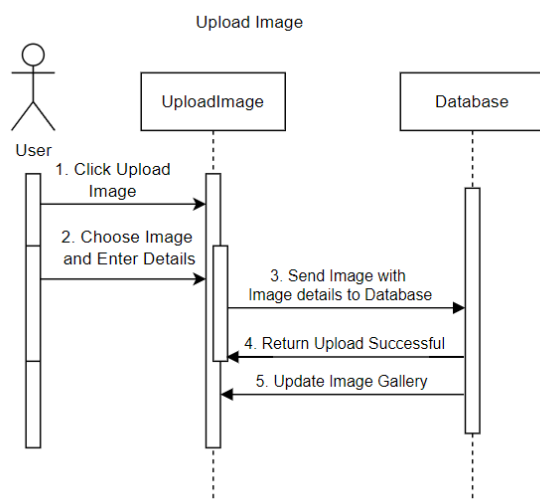 Upload Image
UploadImage
Database
User
1. Click Upload
Image
2. Choose Image
and Enter Details
3. Send Image with
Image details to Database
4. Return Upload Successful
5. Update Image Gallery